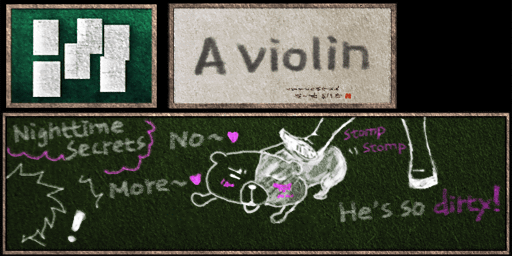 A violin
Nighttime
Secrets
No~
More~
Stomp
Stomp
He's so dirty!
!